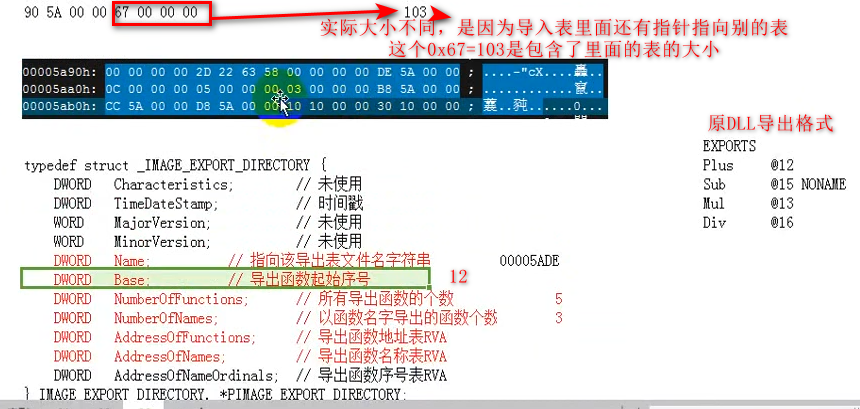 90 5A 00 00 67 00 00 00 103
实际大小不同，是因为导入表里面还有指针指向别的表
这个0x67=103是包含了里面的表的大小
00005a90h: 00 00 00 00 2D 22 63 58 00 00 00 00 DE 5A 00 00 ; ....-"cX....轟
00005aa0h: 0C 00 00 00 05 00 00 00 03 00 00 00 B8 5A 00 00 ;
00005ab0h: CC 5A 00 00 D8 5A 00 00 10 10 00 00 30 10 00 00 ;
原DLL导出格式
EXPORTS
Plus @12
Sub @15 NONAME
Mul @13
Div @16
typedef struct _IMAGE_EXPORT_DIRECTORY {
DWORD Characteristics; // 未使用
DWORD TimeDateStamp; // 时间戳
WORD MajorVersion; // 未使用
WORD MinorVersion; // 未使用
DWORD Name; // 指向该导出表文件名字符串 00005ADE
DWORD Base; // 导出函数起始序号 12
DWORD NumberOfFunctions; // 所有导出函数的个数 5
DWORD NumberOfNames; // 以函数名字导出的函数个数 3
DWORD AddressOfFunctions; // 导出函数地址表RVA
DWORD AddressOfNames; // 导出函数名称表RVA
DWORD AddressOfNameOrdinals; // 导出函数序号表RVA
} IMAGE_EXPORT_DIRECTORY, *PIMAGE_EXPORT_DIRECTORY;